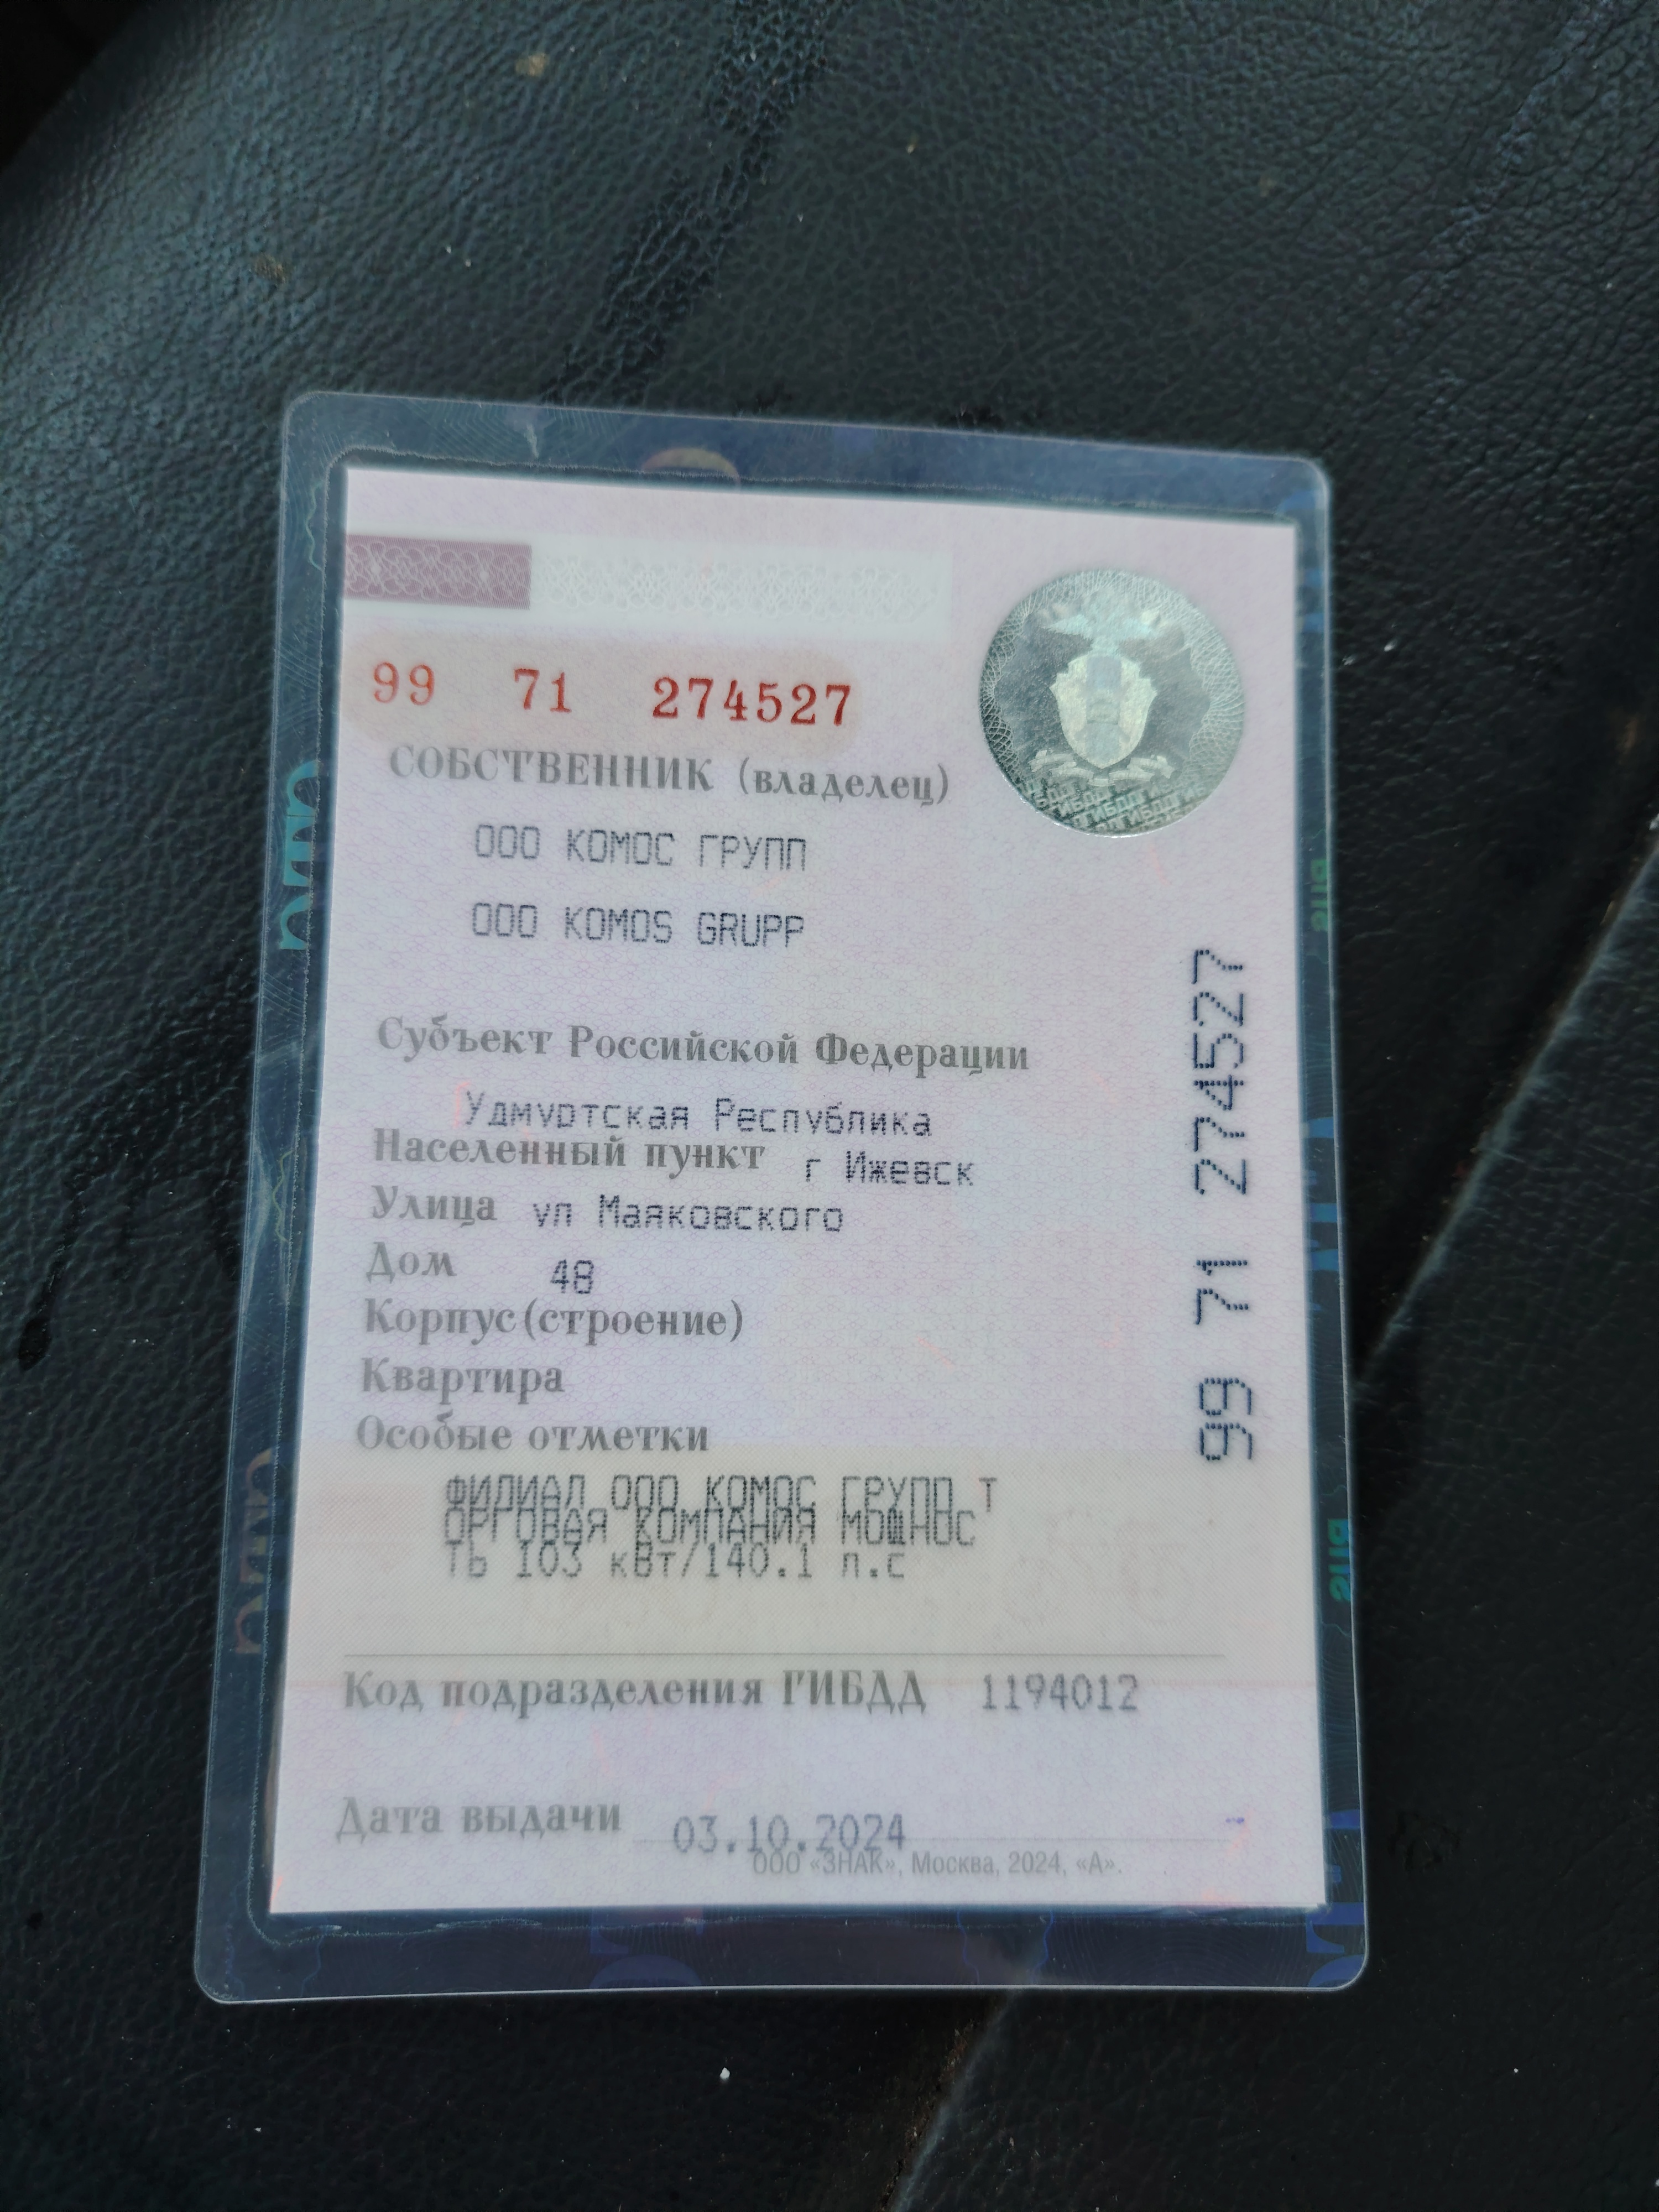 99 71 274527
СОБСТВЕННИК (владелец)
ООО КОМОС ГРУПП
ООО KOMOS GRUPP
Субъект Российской Федерации
Удмуртская Республика
Населенный пункт г Ижевск
Улица ул Маяковского
Дом 48
Корпус(строение)
Квартира
Особые отметки
ФИЛИАЛ ООО КОМОС ГРУПП Т
ОРГОВАЯ КОМПАНИЯ МОЩНОС
ТЬ 103 кВт/140.1 л.с
Код подразделения ГИБДД 1194012
Дата выдачи 03.10.2024
ООО «ЗНАК», Москва, 2024, «А».
99 71 274527